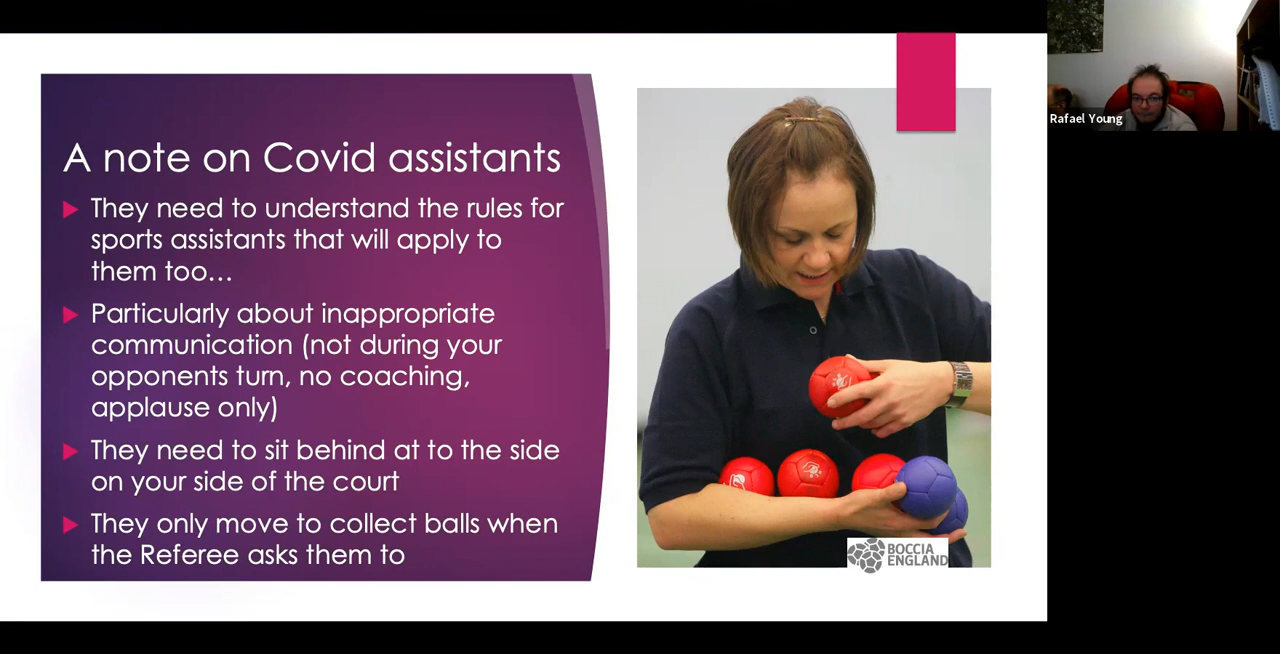 A note on Covid assistants
They need to understand the rules for
sports assistants that will apply to
them too...
Particularly about inappropriate
communication (not during your
opponents turn, no coaching,
applause only)
They need to sit behind at to the side
on your side of the court
They only move to collect balls when
the Referee asks them to
BOCCIA
ENGLAND
Rafael Young